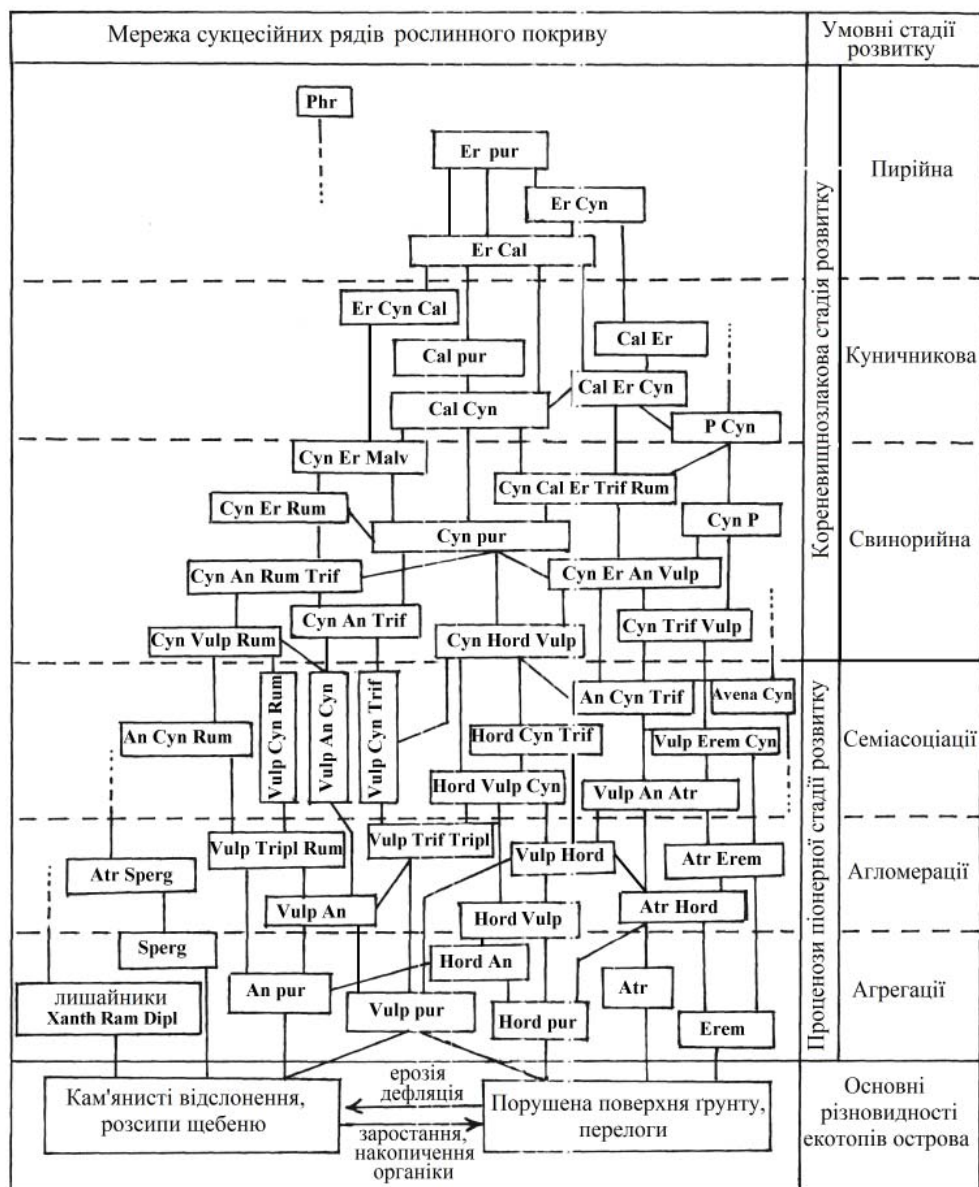 Мережа сукцесійних рядів рослинного покриву
Умовні стадії
розвитку
Phr
Er pur
Er Cyn
Er Cal
Пирійна
Er Cyn Cal
Cal Er
Cal pur
Cal Er Cyn
Cal Cyn
P Cyn
Куничникова
Cyn Er Malv
Cyn Cal Er Trif Rum
Cyn Er Rum
Cyn P
Cyn pur
Cyn An Rum Trif
Cyn Er An Vulp
Cyn An Trif
Cyn Trif Vulp
Cyn Vulp Rum
Cyn Hord Vulp
Свинорийна
Кореневищнозлакова стадія розвитку
Vulp Cyn Rum
Vulp An Cyn
Vulp Cyn Trif
An Cyn Trif
Avena Cyn
An Cyn Rum
Hord Cyn Trif
Vulp Erem Cyn
Hord Vulp Cyn
Vulp An Atr
Семіасоціації
Vulp Trif Tripl
Vulp Tripl Rum
Vulp Hord
Atr Erem
Atr Sperg
Vulp An
Hord Vulp
Atr Hord
Агломерації
Sperg
Hord An
An pur
Atr
лишайники
Xanth Ram Dipl
Vulp pur
Hord pur
Erem
Агрегації
Проценози піонерної стадії розвитку
Кам'янисті відслонення,
розсипи щебеню
ерозія
дефляція
заростання,
накопичення
органіки
Порушена поверхня ґрунту,
перелоги
Основні
різновидності
екотопів острова